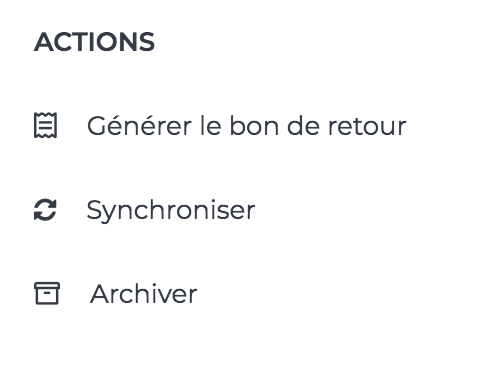 ACTIONS
Générer le bon de retour
Synchroniser
Archiver